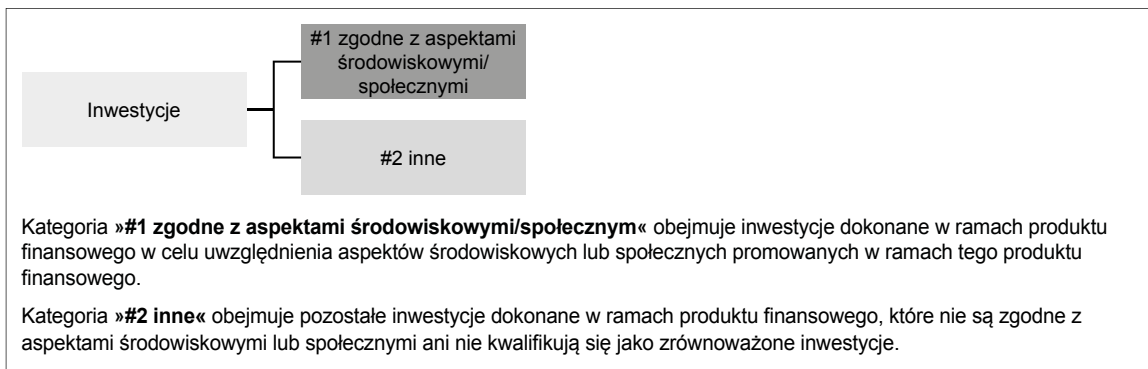 #1 zgodne z aspektami
środowiskowymi/
społecznymi
Inwestycje
#2 inne
Kategoria »#1 zgodne z aspektami środowiskowymi/społecznym« obejmuje inwestycje dokonane w ramach produktu
finansowego w celu uwzględnienia aspektów środowiskowych lub społecznych promowanych w ramach tego produktu
finansowego.
Kategoria »#2 inne« obejmuje pozostałe inwestycje dokonane w ramach produktu finansowego, które nie są zgodne z
aspektami środowiskowymi lub społecznymi ani nie kwalifikują się jako zrównoważone inwestycje.